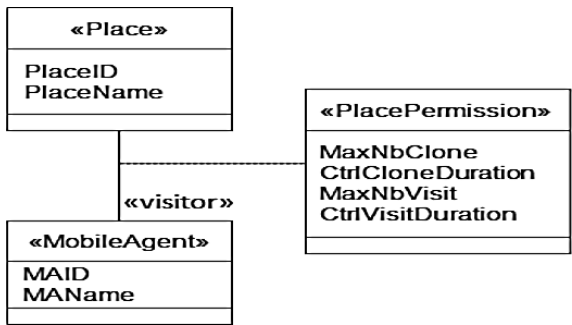 «Place»
PlaceID
PlaceName
«PlacePermission»
MaxNbClone
CtrlCloneDuration
MaxNbVisit
CtrlVisitDuration
«visitor»
«MobileAgent»
MAID
MAName